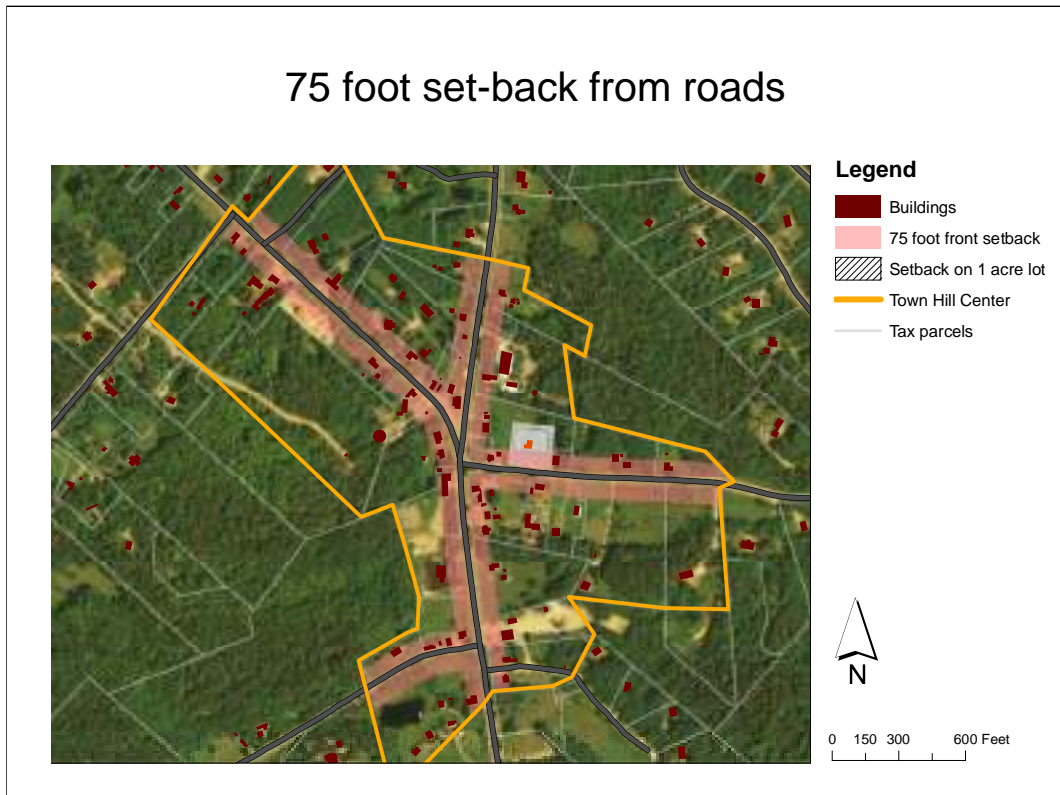 75 foot set-back from roads
Legend
Buildings
75 foot front setback
Setback on 1 acre lot
Town Hill Center
Tax parcels
N
0 150 300 600 Feet